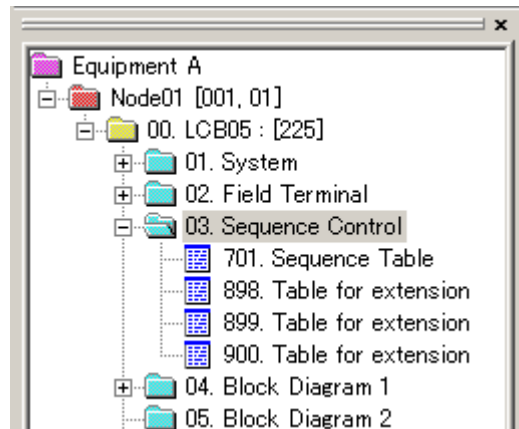 Equipment A
Node01 [001, 01]
00. LCB05 : [225]
01. System
02. Field Terminal
03. Sequence Control
701. Sequence Table
898. Table for extension
899. Table for extension
900. Table for extension
04. Block Diagram 1
05. Block Diagram 2